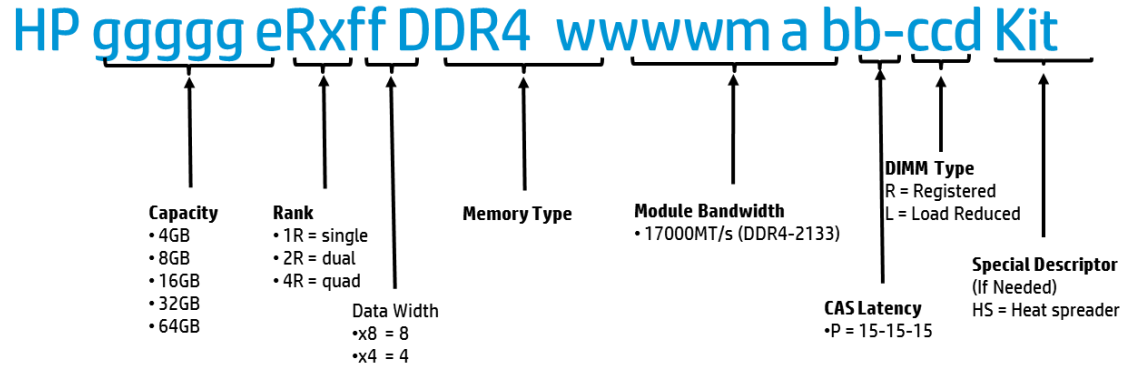 HP ggggg eRxff DDR4 wwwwm a bb-ccd Kit
Capacity
• 4GB
• 8GB
• 16GB
• 32GB
• 64GB
Rank
• 1R = single
• 2R = dual
• 4R = quad
Data Width
•x8 = 8
•x4 = 4
Memory Type
Module Bandwidth
• 17000MT/s (DDR4-2133)
CAS Latency
•P = 15-15-15
DIMM Type
R = Registered
L = Load Reduced
Special Descriptor
(If Needed)
HS = Heat spreader